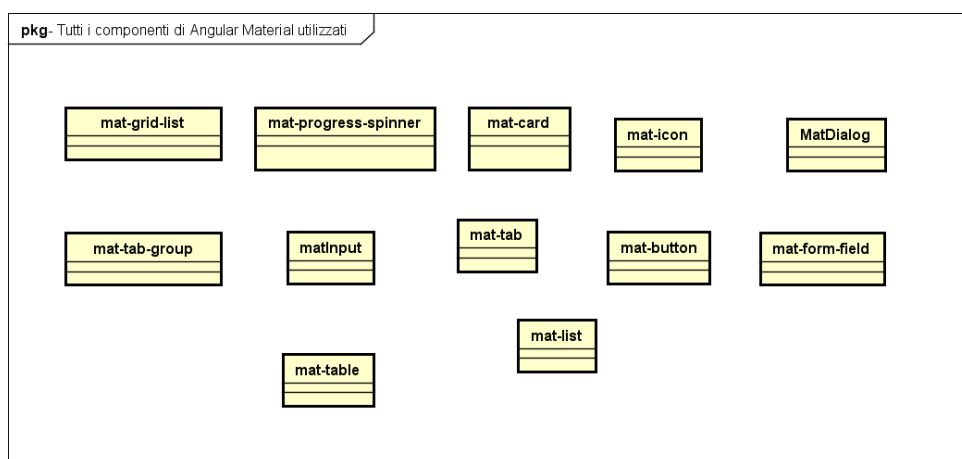 pkg- Tutti i componenti di Angular Material utilizzati
mat-grid-list
mat-progress-spinner
mat-card
mat-icon
MatDialog
mat-tab-group
matInput
mat-tab
mat-button
mat-form-field
mat-list
mat-table